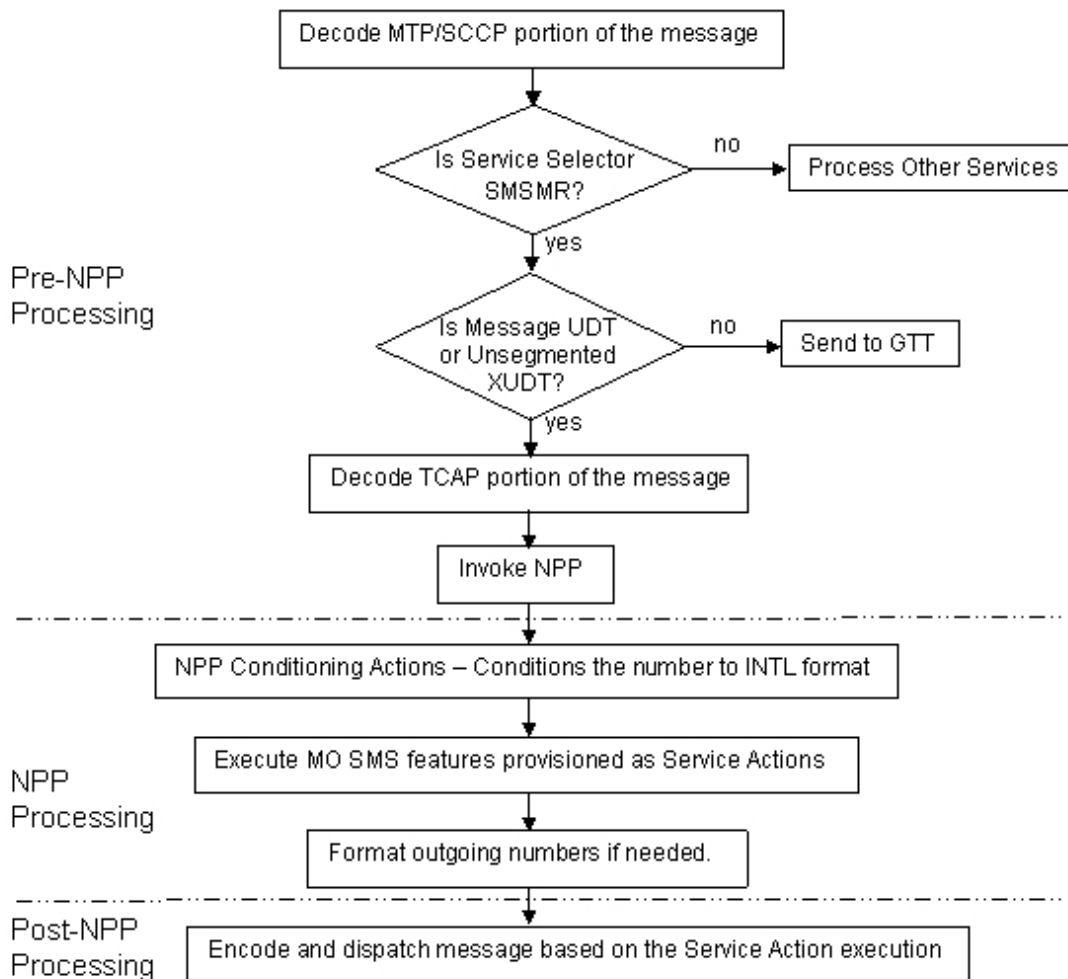 Decode MTP/SCCP portion of the message
Is Service Selector
SMSMR?
no
Process Other Services
yes
Pre-NPP
Processing
Is Message UDT
or Unsegmented
XUDT?
no
Send to GTT
yes
Decode TCAP portion of the message
Invoke NPP
NPP Conditioning Actions – Conditions the number to INTL format
Execute MO SMS features provisioned as Service Actions
NPP
Processing
Format outgoing numbers if needed.
Post-NPP
Processing
Encode and dispatch message based on the Service Action execution